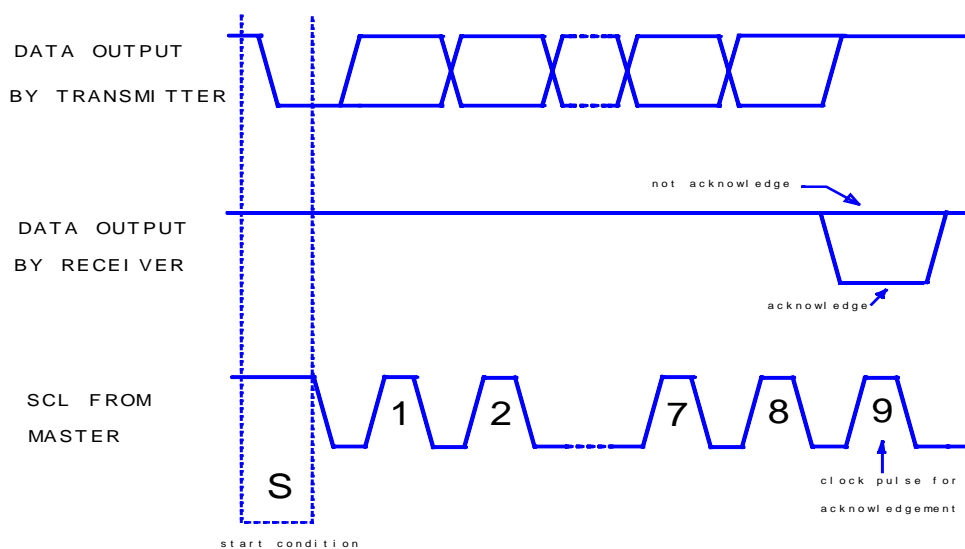 DATA OUTPUT
BY TRANSMITTER
not acknowledge
DATA OUTPUT
BY RECEIVER
acknowledge
SCL FROM
MASTER
1
2
7
8
9
S
clock pulse for
acknowledgement
start condition